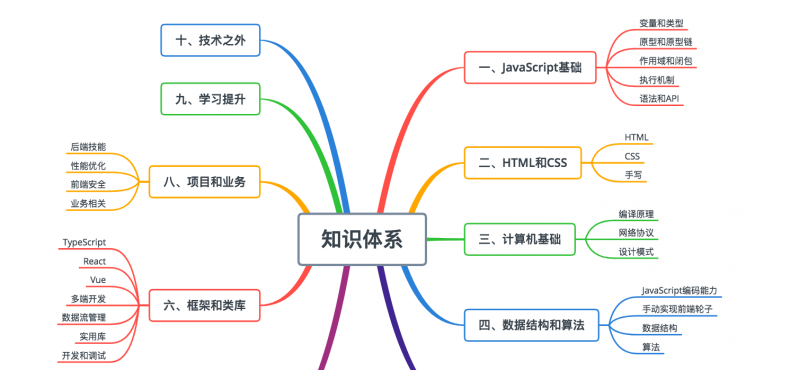 知识体系
一、JavaScript基础
变量和类型
原型和原型链
作用域和闭包
执行机制
语法和API
二、HTML和CSS
HTML
CSS
手写
三、计算机基础
编译原理
网络协议
设计模式
四、数据结构和算法
JavaScript编码能力
手动实现前端轮子
数据结构
算法
六、框架和类库
TypeScript
React
Vue
多端开发
数据流管理
实用库
开发和调试
八、项目和业务
后端技能
性能优化
前端安全
业务相关
九、学习提升
十、技术之外